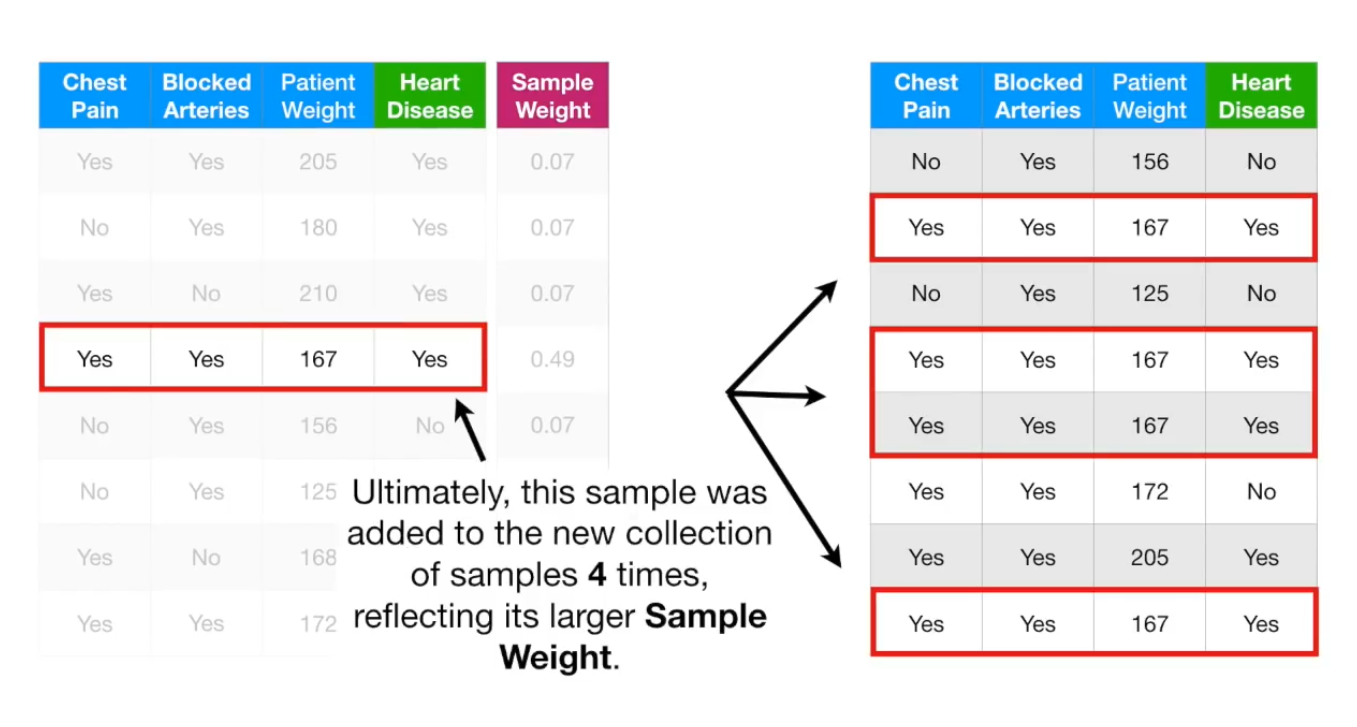 Chest Pain Blocked Arteries Patient Weight Heart Disease Sample Weight
Yes Yes 205 Yes 0.07
No Yes 180 Yes 0.07
Yes No 210 Yes 0.07
Yes Yes 167 Yes 0.49
No Yes 156 No 0.07
No Yes 125
Yes No 168
Yes Yes 172
Ultimately, this sample was
added to the new collection
of samples 4 times,
reflecting its larger Sample
Weight.
Chest Pain Blocked Arteries Patient Weight Heart Disease
No Yes 156 No
Yes Yes 167 Yes
No Yes 125 No
Yes Yes 167 Yes
Yes Yes 167 Yes
Yes Yes 172 No
Yes Yes 205 Yes
Yes Yes 167 Yes